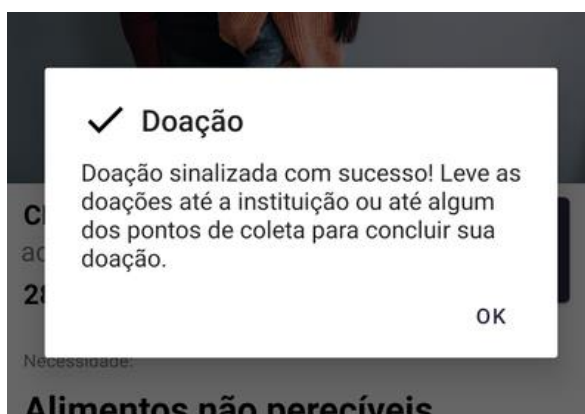 Doação
Doação sinalizada com sucesso! Leve as
doações até a instituição ou até algum
dos pontos de coleta para concluir sua
doação.
OK
Necessidade:
Alimentos não perecíveis